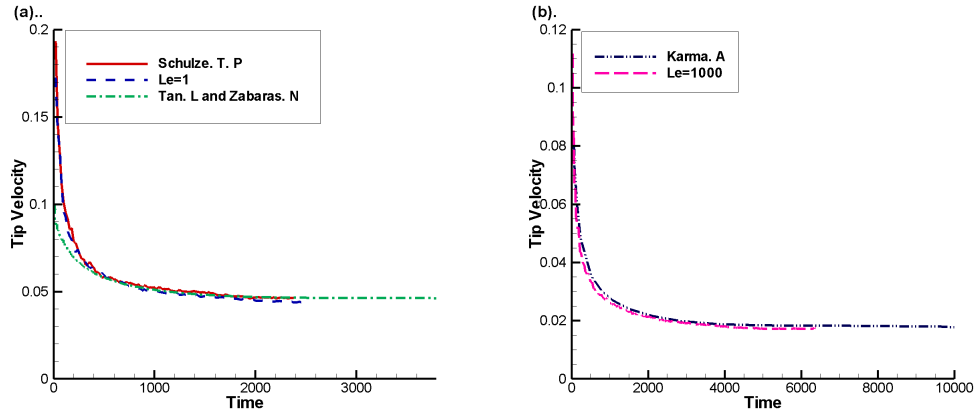 (a)..
0.2
0.15
0.1
0.05
0
Tip Velocity
Schulze. T. P
Le=1
Tan. L and Zabaras. N
0
1000
2000
3000
Time
(b).
0.12
0.1
0.08
0.06
0.04
0.02
0
Tip Velocity
Karma. A
Le=1000
0
2000
4000
6000
8000
10000
Time